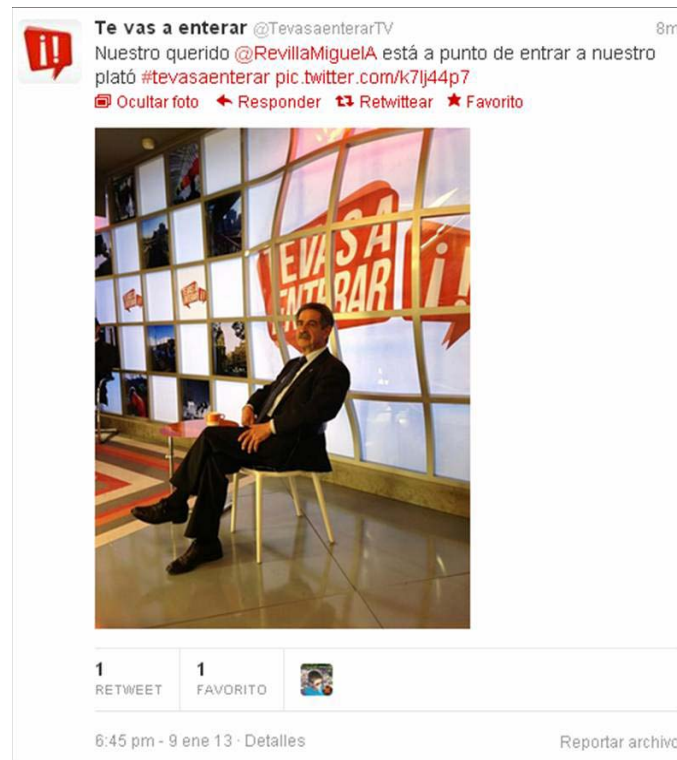 Te vas a enterar @TevasaenterarTV 8m
Nuestro querido @RevillaMiguelA está a punto de entrar a nuestro
plató #tevasaenterar pic.twitter.com/k7lj44p7
Ocultar foto Responder Retwittear Favorito
TE VAS A
ENTERAR
¡!
1
RETWEET
1
FAVORITO
6:45 pm - 9 ene 13 · Detalles
Reportar archivo